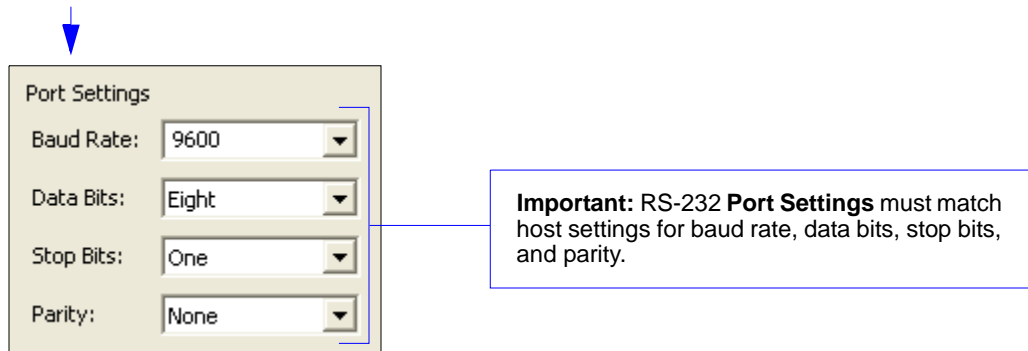 Port Settings
Baud Rate: 9600
Data Bits: Eight
Stop Bits: One
Parity: None
Important: RS-232 Port Settings must match
host settings for baud rate, data bits, stop bits,
and parity.